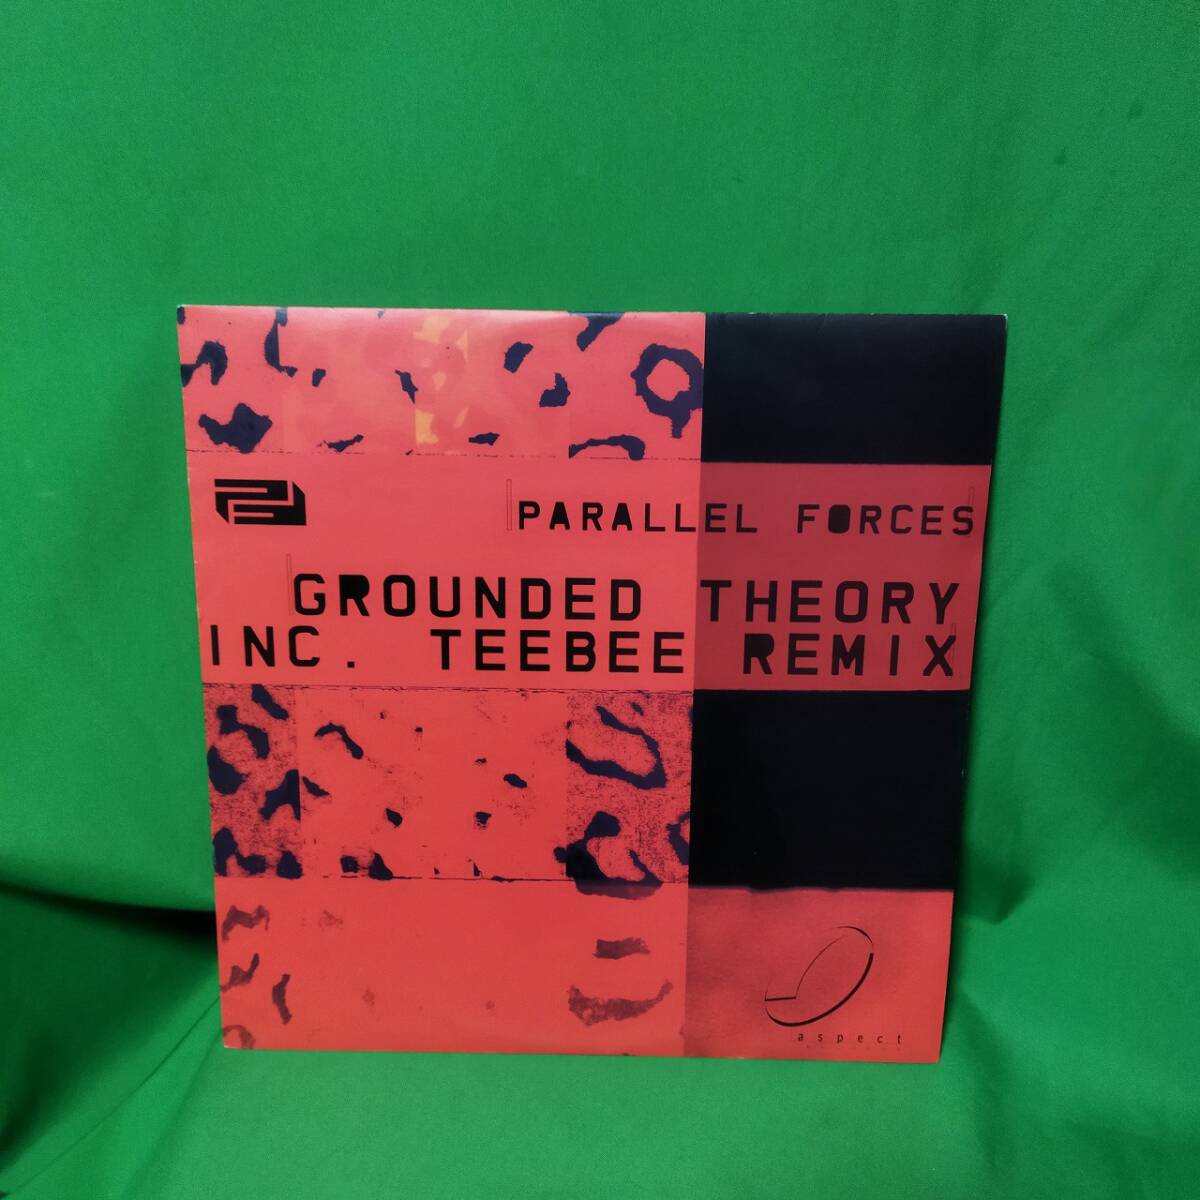 PARALLEL FORCES
GROUNDED THEORY
INC. TEEBEE REMIX
aspect